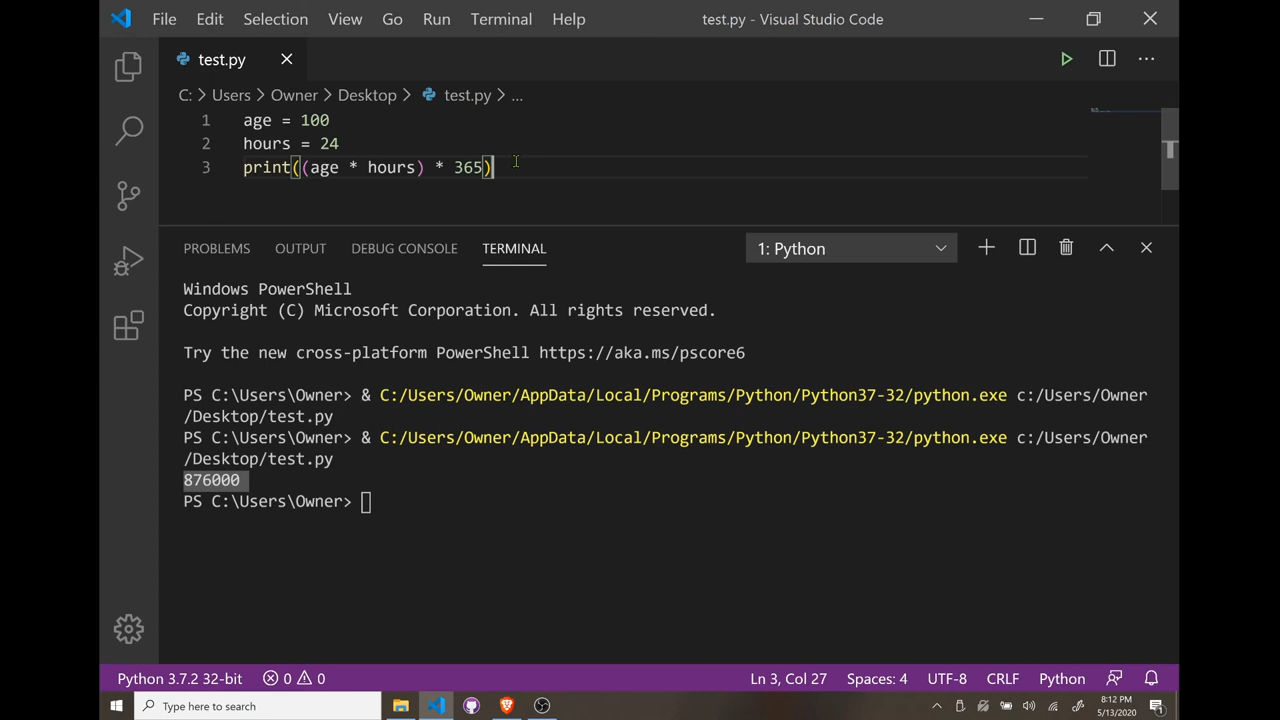 File Edit Selection View Go Run Terminal Help test.py - Visual Studio Code
test.py
C: > Users > Owner > Desktop > test.py > ...
1 age = 100
2 hours = 24
3 print((age * hours) * 365)
PROBLEMS OUTPUT DEBUG CONSOLE TERMINAL 1: Python
Windows PowerShell
Copyright (C) Microsoft Corporation. All rights reserved.
Try the new cross-platform PowerShell https://aka.ms/pscore6
PS C:\Users\Owner> & C:/Users/Owner/AppData/Local/Programs/Python/Python37-32/python.exe c:/Users/Owner
/Desktop/test.py
PS C:\Users\Owner> & C:/Users/Owner/AppData/Local/Programs/Python/Python37-32/python.exe c:/Users/Owner
/Desktop/test.py
876000
PS C:\Users\Owner>
Python 3.7.2 32-bit 0 0 Ln 3, Col 27 Spaces: 4 UTF-8 CRLF Python
Type here to search
8:12 PM
5/13/2020
1